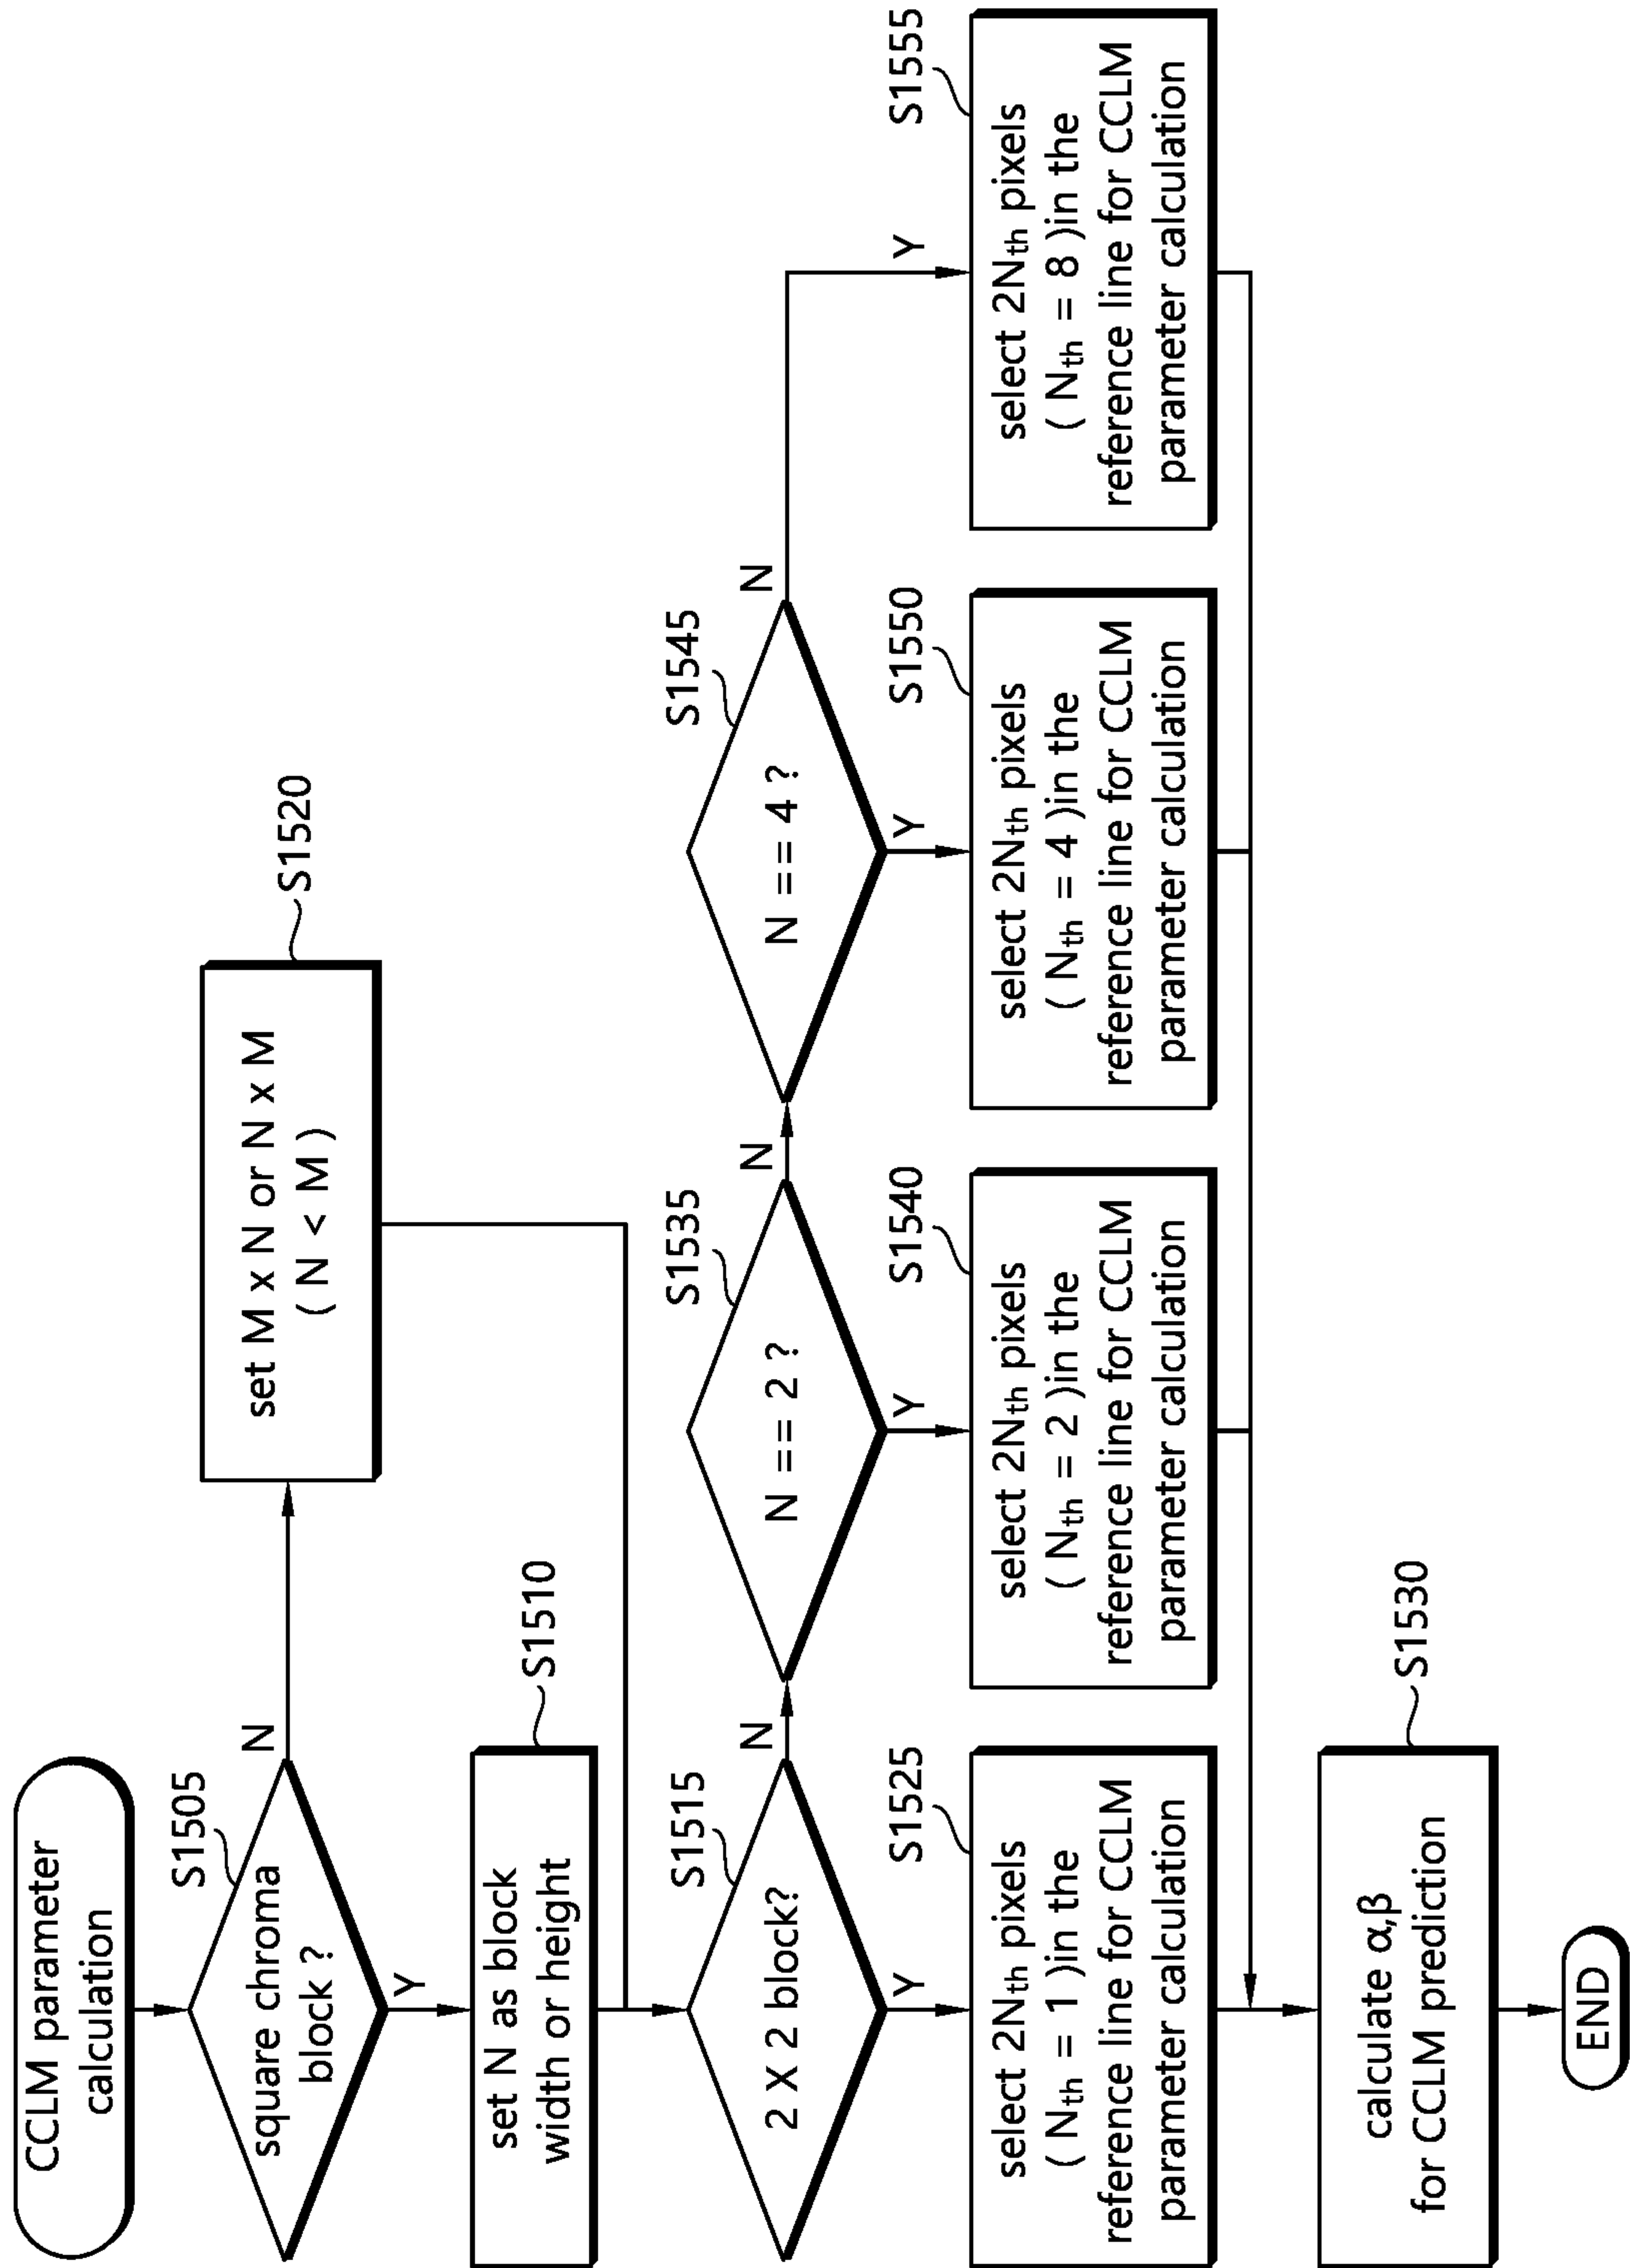 CCLM parameter
calculation
S1505
square chroma
block ?
N
Y
S1520
set M x N or N x M
( N < M )
S1510
set N as block
width or height
S1515
2 X 2 block?
N
Y
S1535
N == 2 ?
N
Y
S1545
N == 4 ?
N
Y
Y
S1525
select 2Nth pixels
( Nth = 1 )in the
reference line for CCLM
parameter calculation
S1540
select 2Nth pixels
( Nth = 2 )in the
reference line for CCLM
parameter calculation
S1550
select 2Nth pixels
( Nth = 4 )in the
reference line for CCLM
parameter calculation
S1555
select 2Nth pixels
( Nth = 8 )in the
reference line for CCLM
parameter calculation
S1530
calculate α,β
for CCLM prediction
END